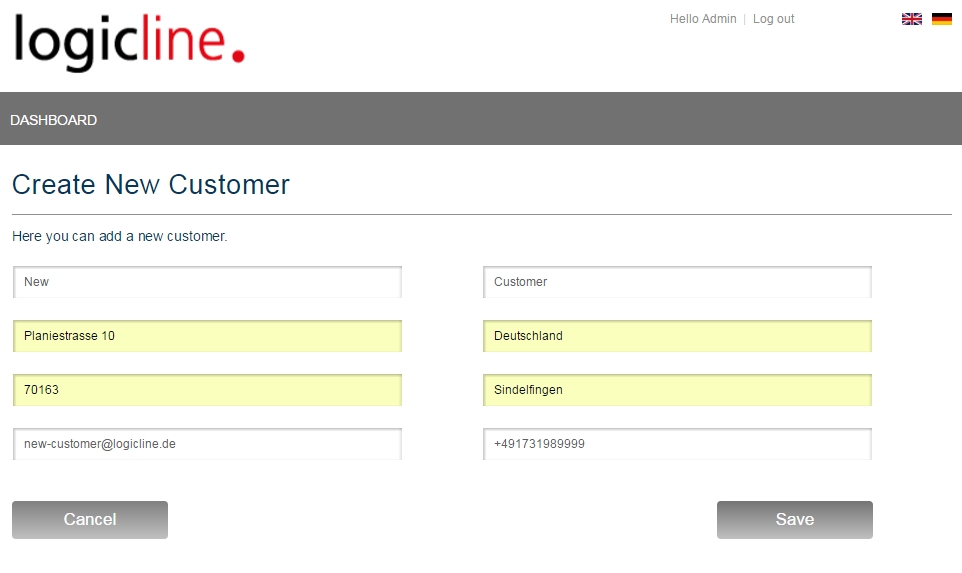 logicline.
Hello Admin | Log out
DASHBOARD
Create New Customer
Here you can add a new customer.
New
Customer
Planiestrasse 10
Deutschland
70163
Sindelfingen
new-customer@logicline.de
+491731989999
Cancel
Save